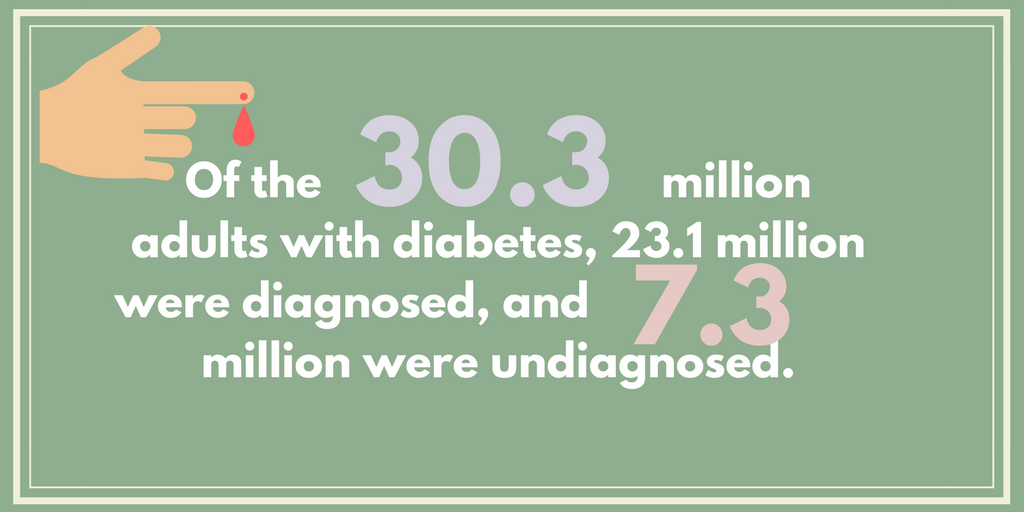 Of the 30.3 million
adults with diabetes, 23.1 million
were diagnosed, and 7.3
million were undiagnosed.